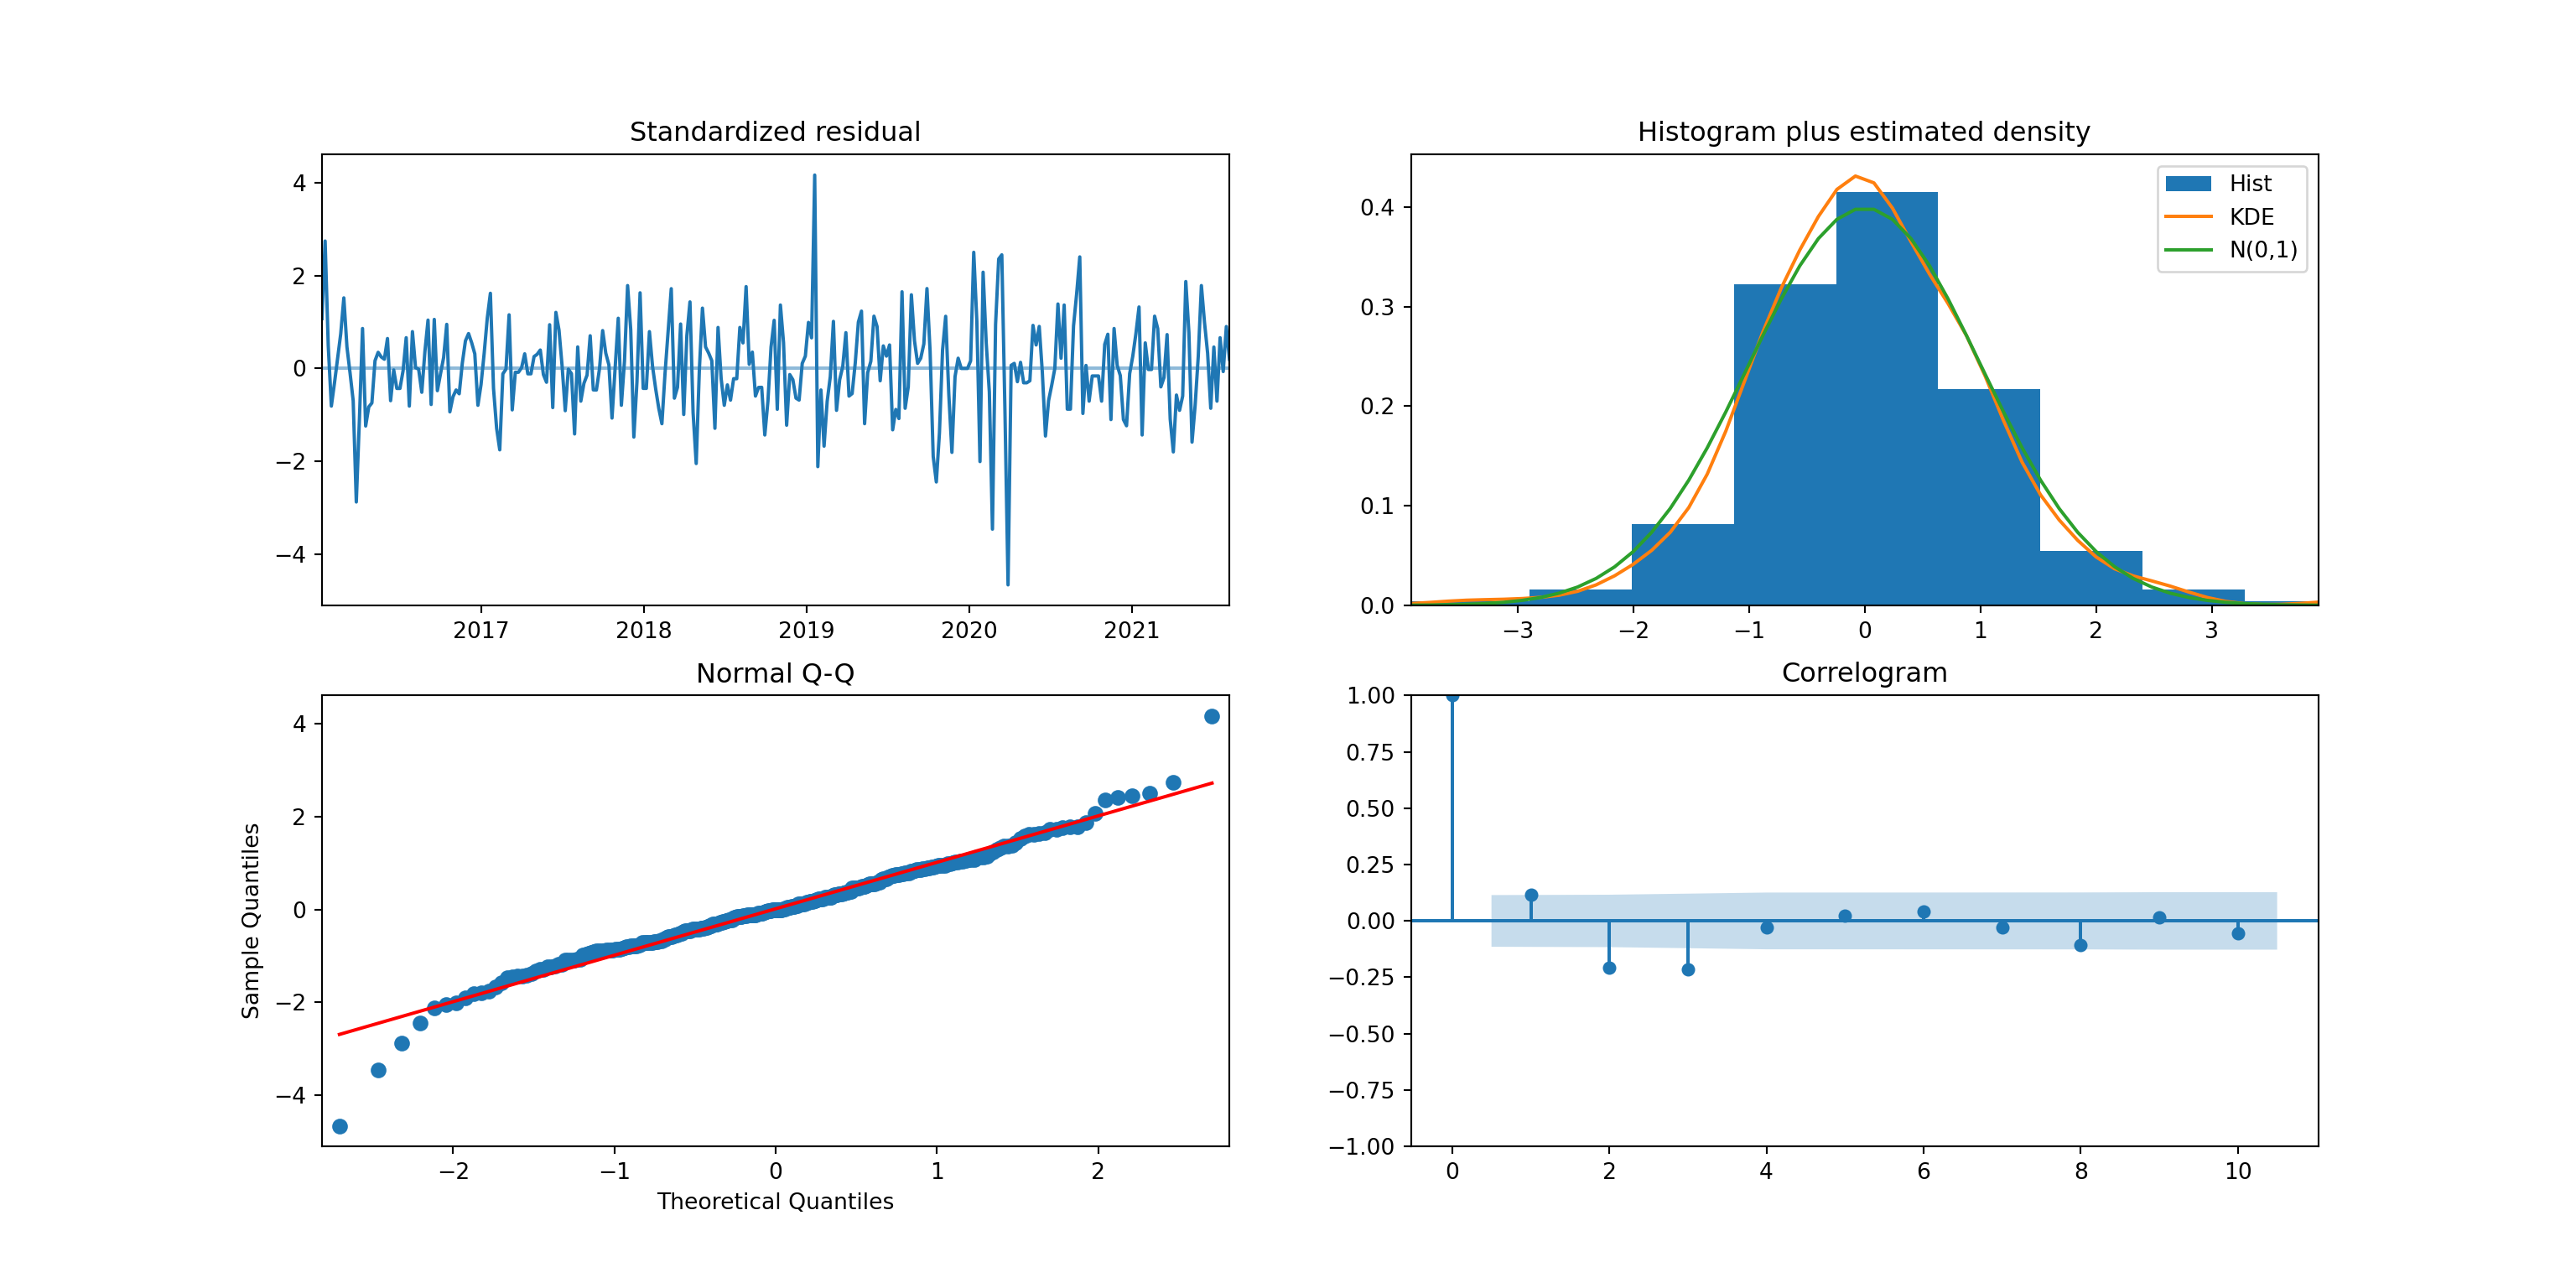 Standardized residual
4
2
0
−2
−4
2017 2018 2019 2020 2021
Histogram plus estimated density
Hist
KDE
N(0,1)
0.4
0.3
0.2
0.1
0.0
−3 −2 −1 0 1 2 3
Normal Q-Q
Sample Quantiles
4
2
0
−2
−4
−2 −1 0 1 2
Theoretical Quantiles
Correlogram
1.00
0.75
0.50
0.25
0.00
−0.25
−0.50
−0.75
−1.00
0 2 4 6 8 10